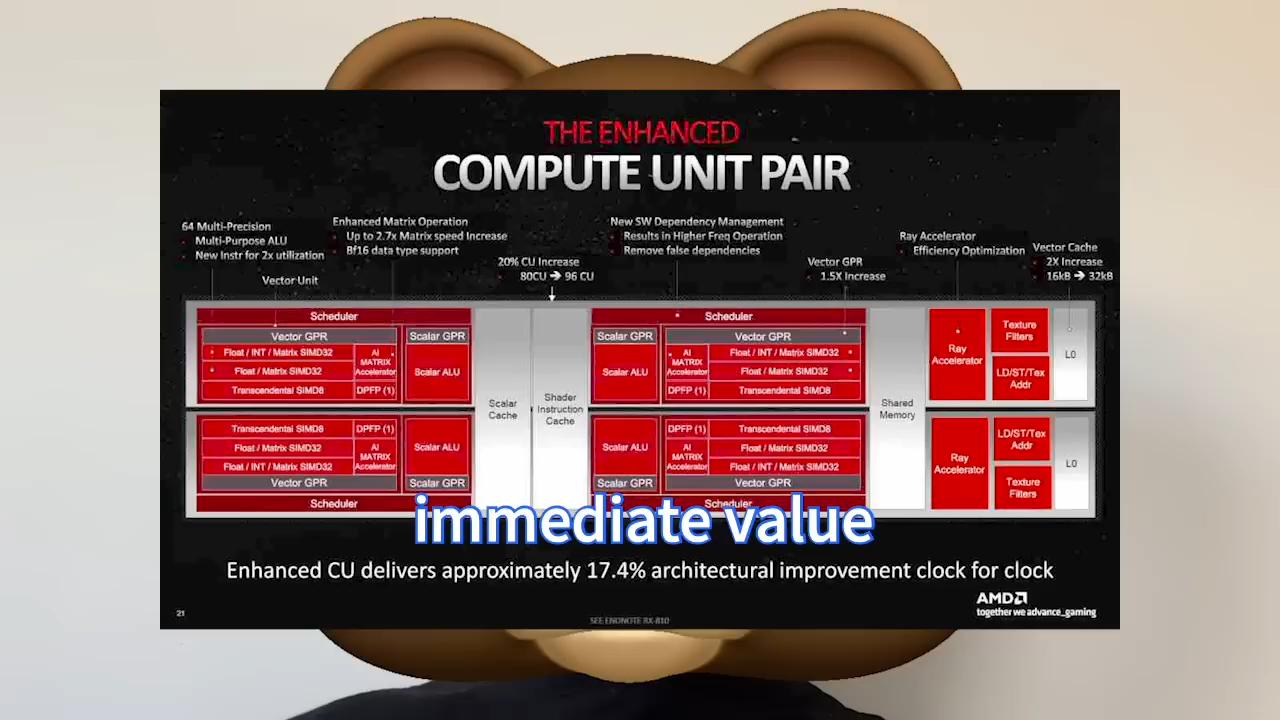 THE ENHANCED
COMPUTE UNIT PAIR
64 Multi-Precision
Multi-Purpose ALU
New Instr for 2x utilization
Vector Unit
Enhanced Matrix Operation
Up to 2.7x Matrix speed Increase
Bf16 data type support
20% CU Increase
80CU → 96 CU
New SW Dependency Management
Results in Higher Freq Operation
Remove false dependencies
Vector GPR
1.5X Increase
Ray Accelerator
Efficiency Optimization
Vector Cache
2X Increase
16kB → 32kB
Scheduler
Vector GPR
Float / INT / Matrix SIMD32
Float / Matrix SIMD32
Transcendental SIMD8
AI
MATRIX
Accelerator
DPFP (1)
Scalar GPR
Scalar ALU
Transcendental SIMD8
Float / Matrix SIMD32
Float / INT / Matrix SIMD32
Vector GPR
DPFP (1)
AI
MATRIX
Accelerator
Scalar ALU
Scalar GPR
Scheduler
Scalar
Cache
Shader
Instruction
Cache
Scheduler
Scalar GPR
Scalar ALU
Vector GPR
AI
MATRIX
Accelerator
DPFP (1)
Float / INT / Matrix SIMD32
Float / Matrix SIMD32
Transcendental SIMD8
Scalar ALU
Scalar GPR
DPFP (1)
AI
MATRIX
Accelerator
Transcendental SIMD8
Float / Matrix SIMD32
Float / INT / Matrix SIMD32
Vector GPR
Scheduler
Shared
Memory
Ray
Accelerator
Texture
Filters
LD/ST/Tex
Addr
L0
Ray
Accelerator
LD/ST/Tex
Addr
Texture
Filters
L0
immediate value
Enhanced CU delivers approximately 17.4% architectural improvement clock for clock
AMD
together we advance_gaming
21
SEE ENDNOTE RX-810